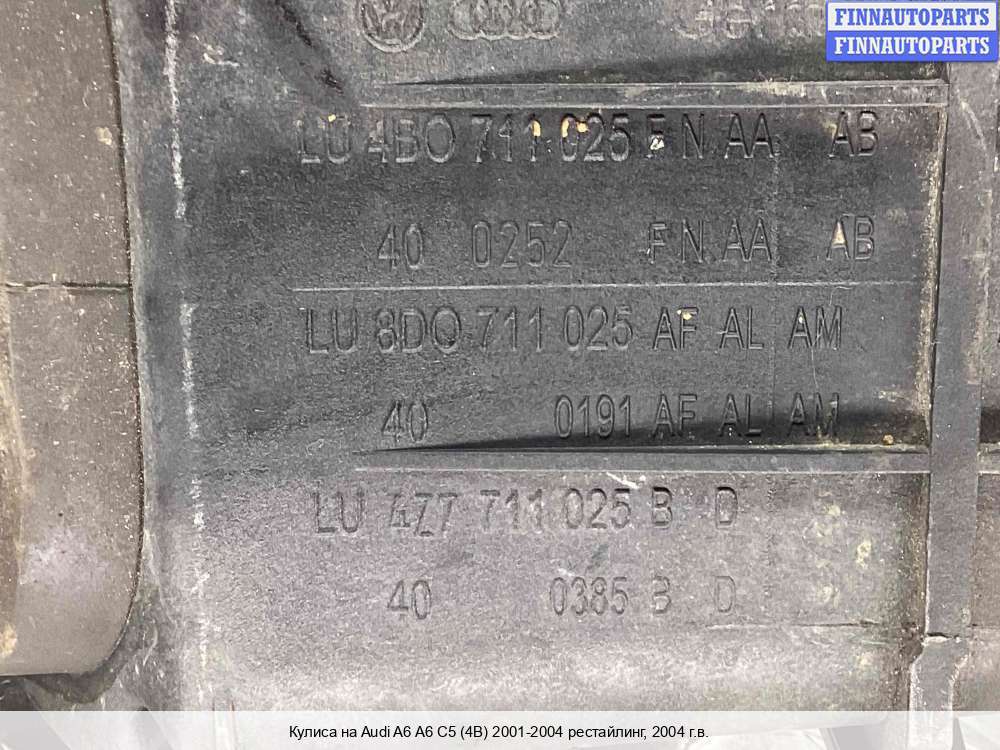 FINNAUTOPARTS
FINNAUTOPARTS
LU 4B0 711 025 F N AA AB
40 0252 F N AA AB
LU 8D0 711 025 AF AL AM
40 0191 AF AL AM
LU 4Z7 711 025 B D
40 0385 B D
Кулиса на Audi A6 A6 C5 (4B) 2001-2004 рестайлинг, 2004 г.в.